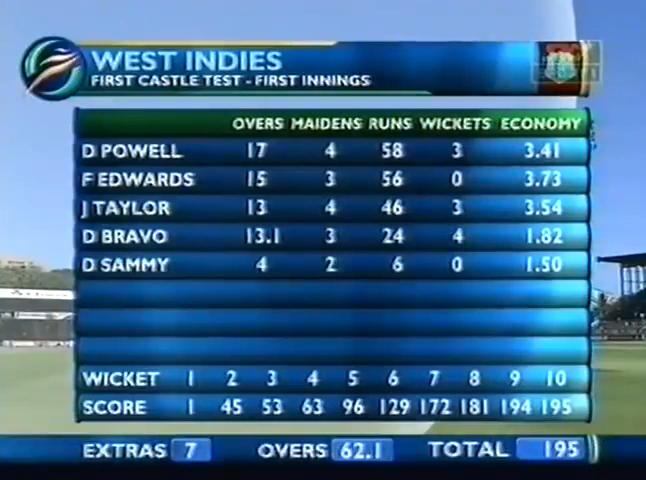 WEST INDIES
FIRST CASTLE TEST - FIRST INNINGS
OVERS MAIDENS RUNS WICKETS ECONOMY
D POWELL 17 4 58 3 3.41
F EDWARDS 15 3 56 0 3.73
J TAYLOR 13 4 46 3 3.54
D BRAVO 13.1 3 24 4 1.82
D SAMMY 4 2 6 0 1.50
WICKET 1 2 3 4 5 6 7 8 9 10
SCORE 1 45 53 63 96 129 172 181 194 195
EXTRAS 7 OVERS 62.1 TOTAL 195